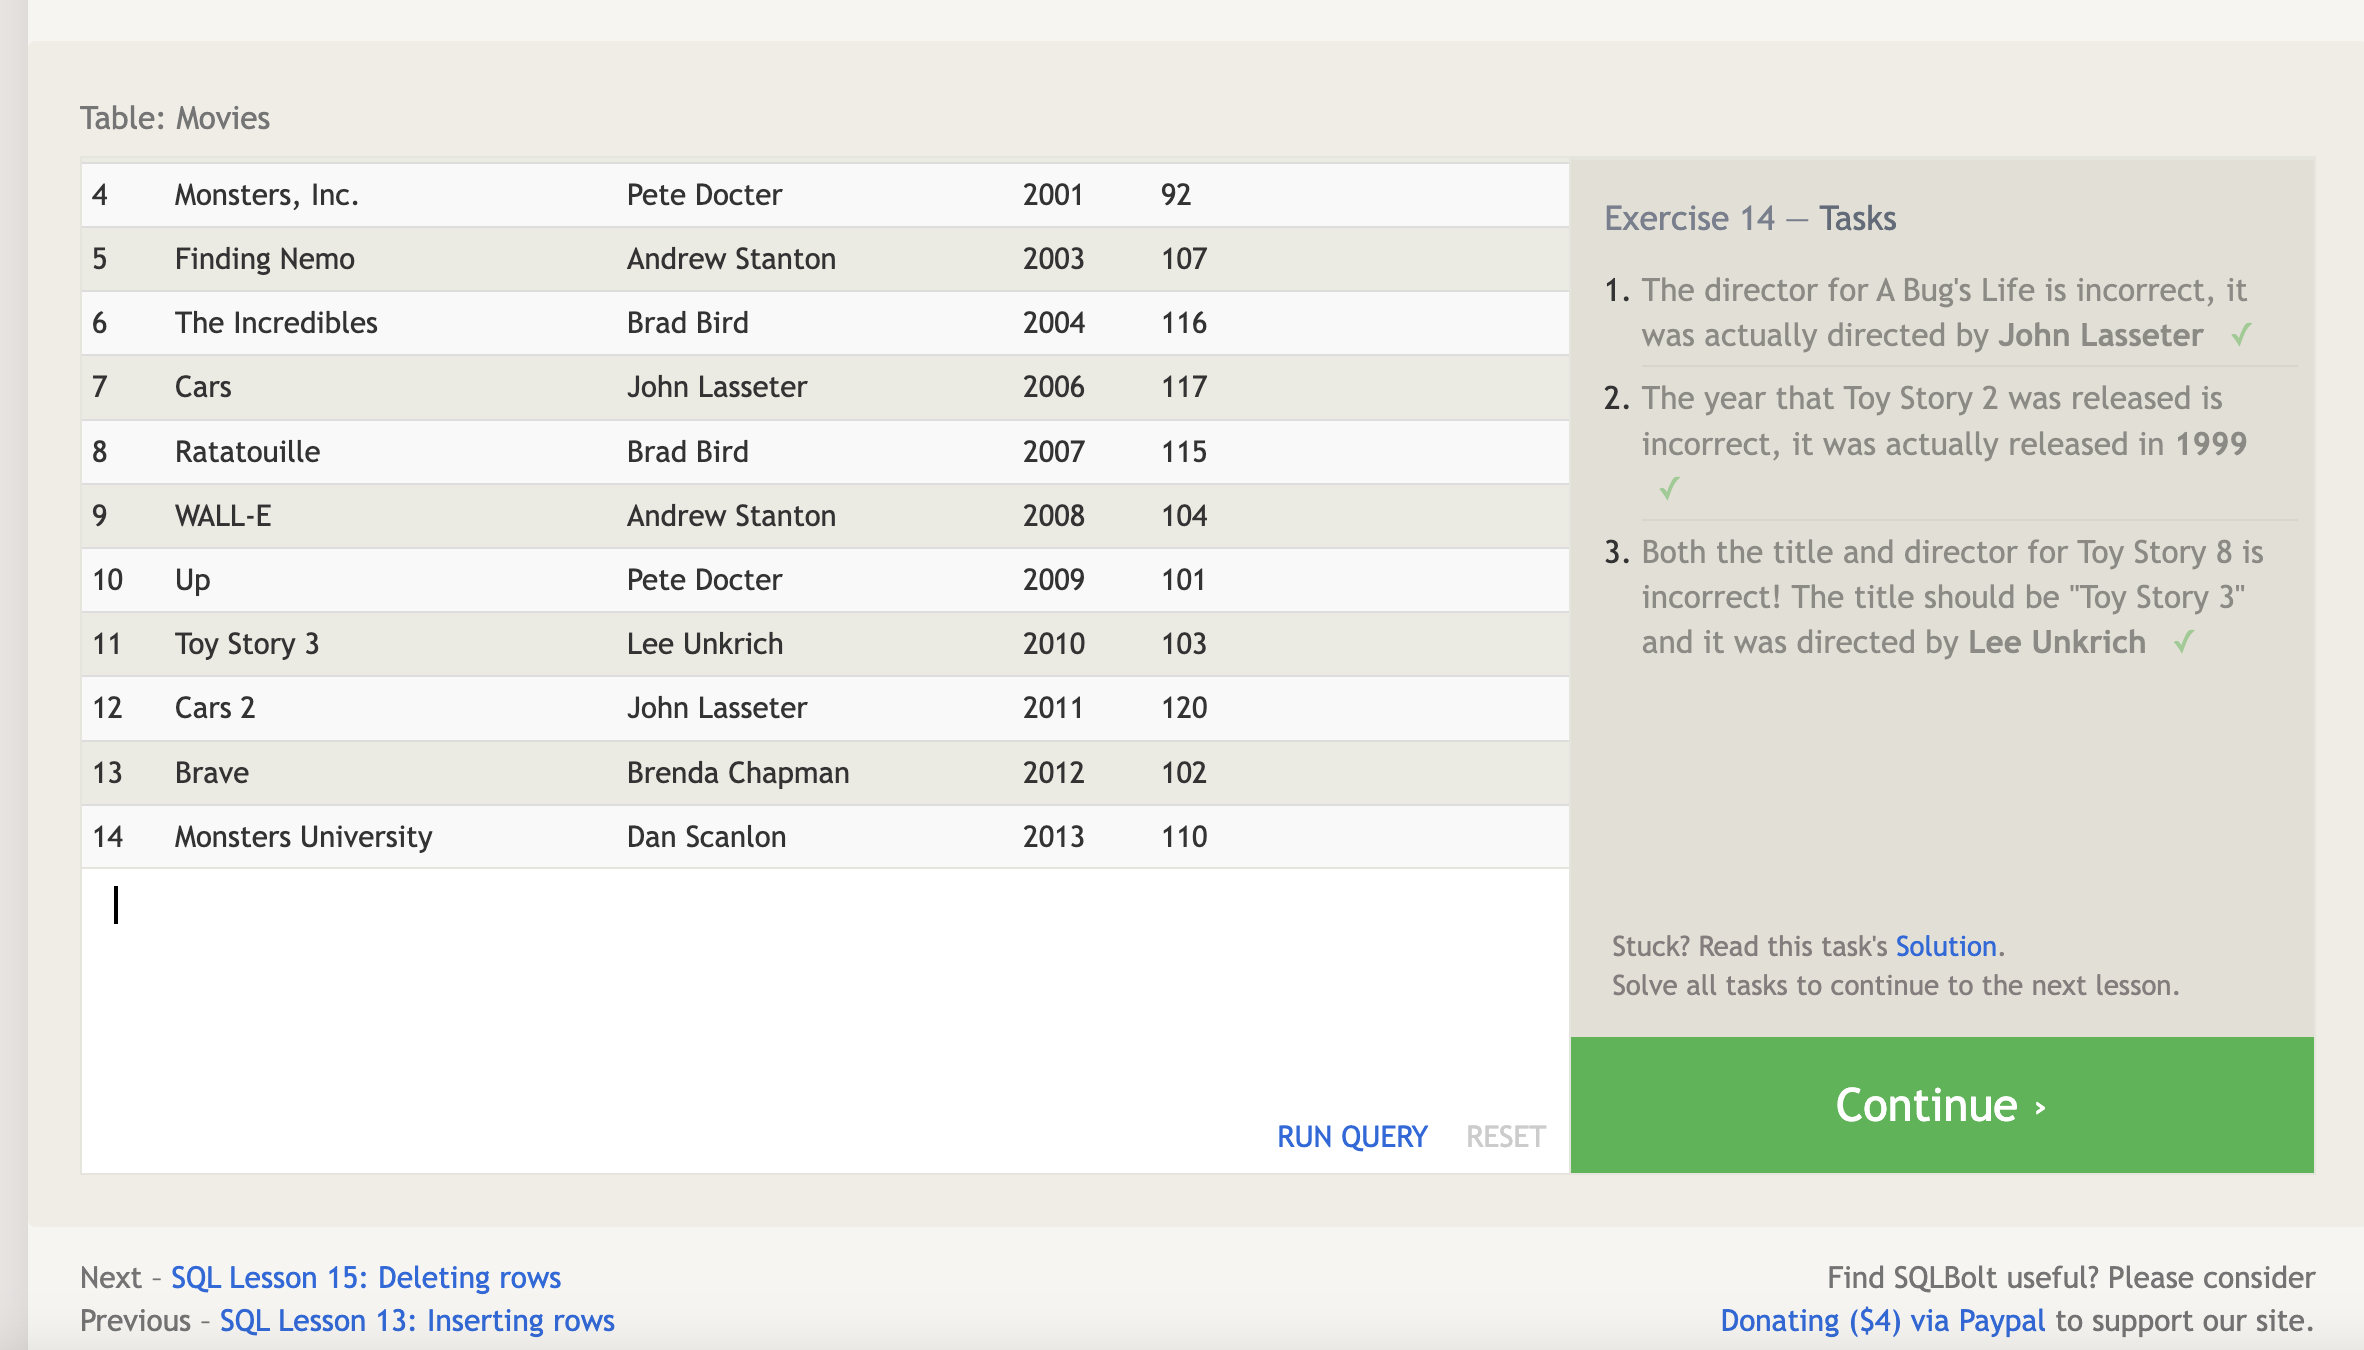 Table: Movies
4 Monsters, Inc. Pete Docter 2001 92
5 Finding Nemo Andrew Stanton 2003 107
6 The Incredibles Brad Bird 2004 116
7 Cars John Lasseter 2006 117
8 Ratatouille Brad Bird 2007 115
9 WALL-E Andrew Stanton 2008 104
10 Up Pete Docter 2009 101
11 Toy Story 3 Lee Unkrich 2010 103
12 Cars 2 John Lasseter 2011 120
13 Brave Brenda Chapman 2012 102
14 Monsters University Dan Scanlon 2013 110
RUN QUERY RESET
Exercise 14 — Tasks
1. The director for A Bug's Life is incorrect, it
was actually directed by John Lasseter ✓
2. The year that Toy Story 2 was released is
incorrect, it was actually released in 1999
✓
3. Both the title and director for Toy Story 8 is
incorrect! The title should be "Toy Story 3"
and it was directed by Lee Unkrich ✓
Stuck? Read this task's Solution.
Solve all tasks to continue to the next lesson.
Continue ›
Next – SQL Lesson 15: Deleting rows
Previous – SQL Lesson 13: Inserting rows
Find SQLBolt useful? Please consider
Donating ($4) via Paypal to support our site.